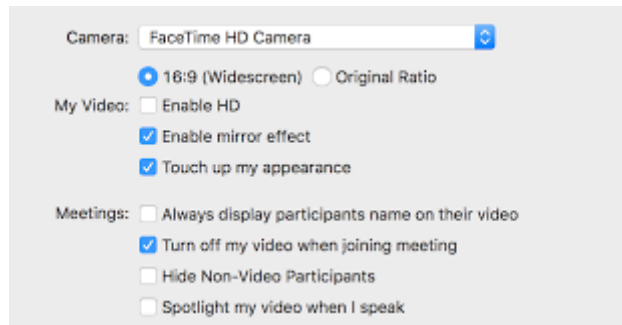 Camera: FaceTime HD Camera
16:9 (Widescreen) Original Ratio
My Video: Enable HD
Enable mirror effect
Touch up my appearance
Meetings: Always display participants name on their video
Turn off my video when joining meeting
Hide Non-Video Participants
Spotlight my video when I speak